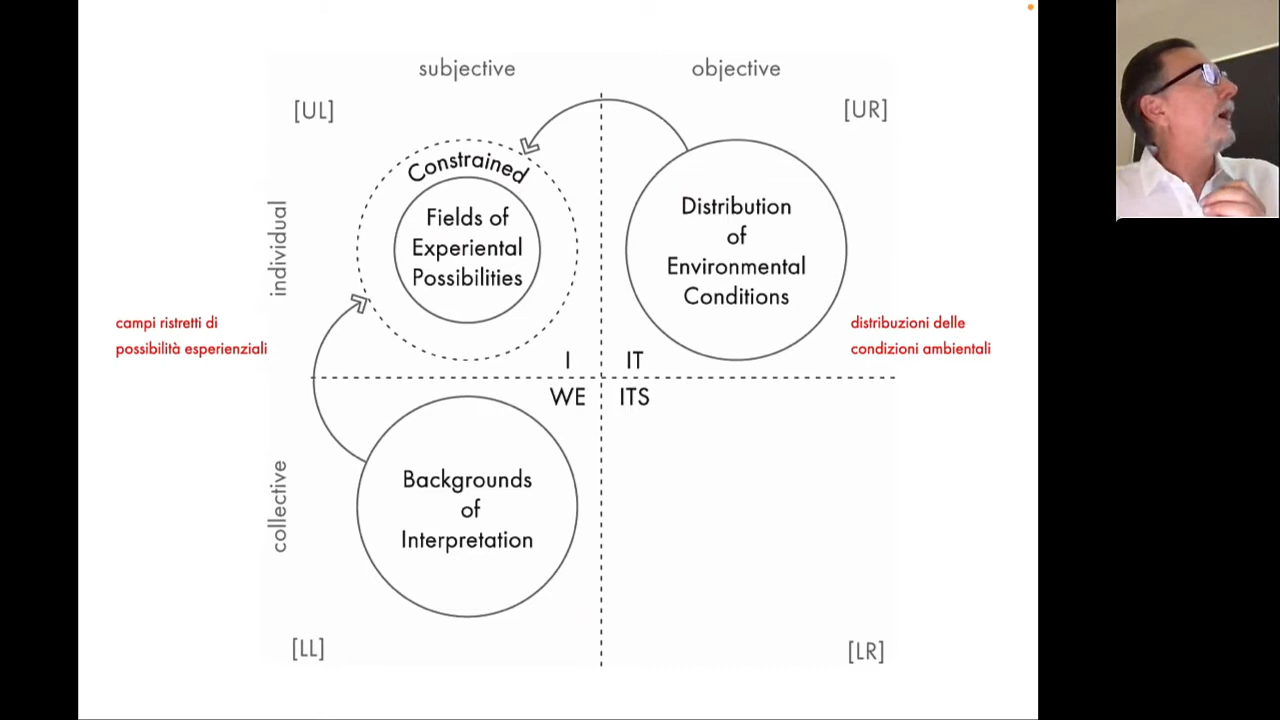 subjective
objective
[UL]
[UR]
individual
Constrained
Fields of
Experiental
Possibilities
Distribution
of
Environmental
Conditions
campi ristretti di
possibilità esperienziali
distribuzioni delle
condizioni ambientali
I
IT
WE
ITS
collective
Backgrounds
of
Interpretation
[LL]
[LR]